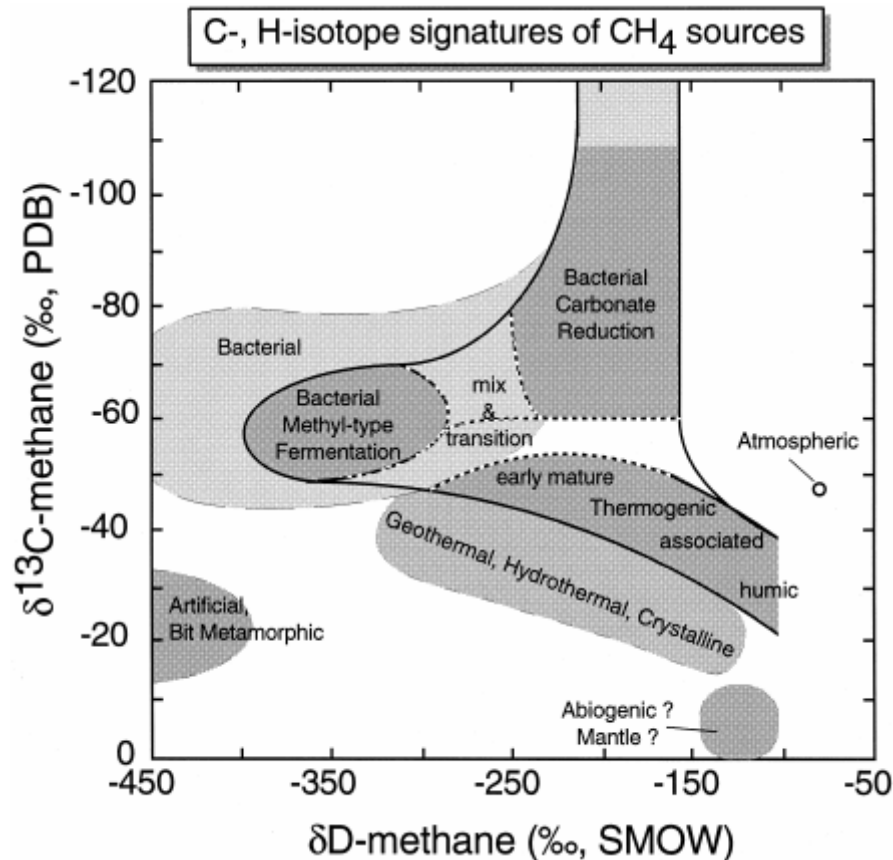 C-, H-isotope signatures of CH4 sources
-120
-100
-80
-60
-40
-20
0
δ13C-methane (‰, PDB)
Bacterial
Carbonate
Reduction
Bacterial
mix
&
transition
Bacterial
Methyl-type
Fermentation
Atmospheric
early mature
Thermogenic
associated
humic
Geothermal, Hydrothermal, Crystalline
Artificial,
Bit Metamorphic
Abiogenic ?
Mantle ?
-450
-350
-250
-150
-50
δD-methane (‰, SMOW)